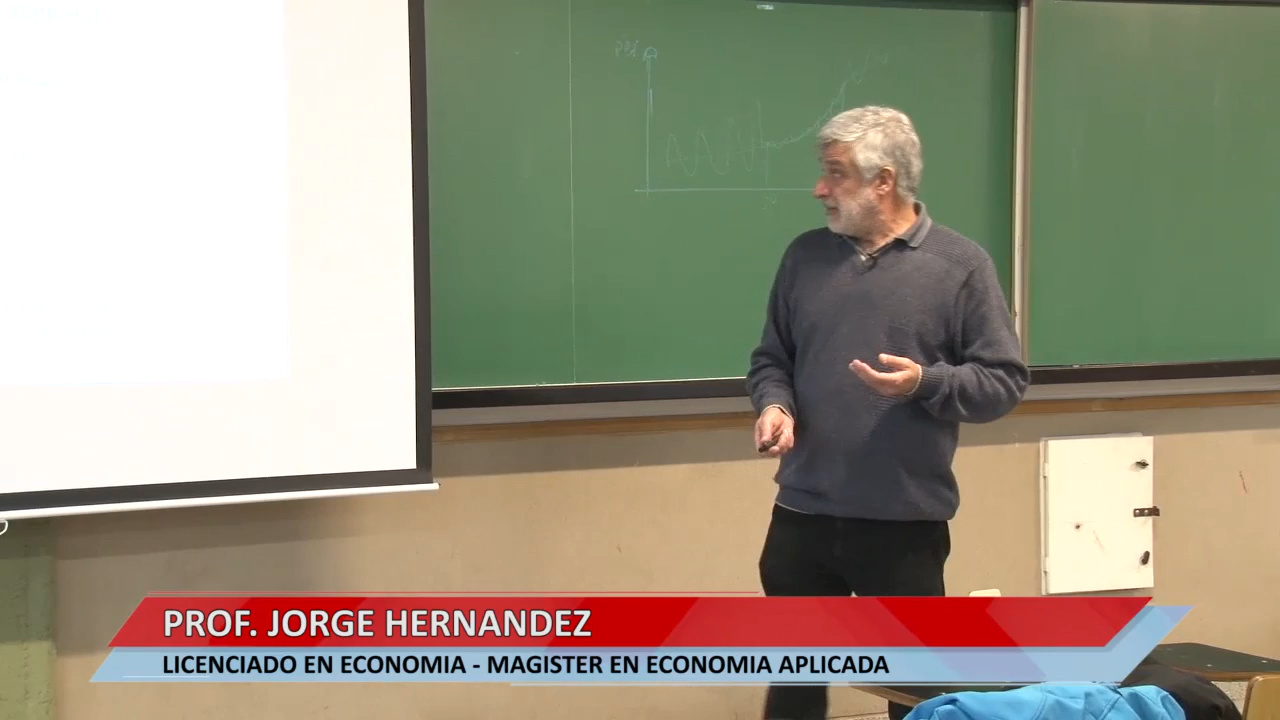 PROF. JORGE HERNANDEZ
LICENCIADO EN ECONOMIA - MAGISTER EN ECONOMIA APLICADA